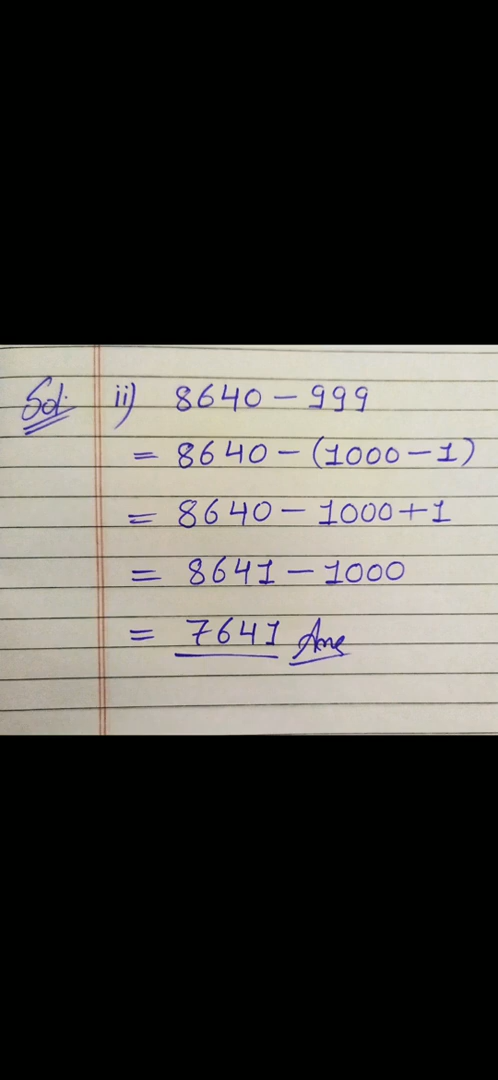 Sol. ii) 8640 - 999
= 8640 - (1000 - 1)
= 8640 - 1000 + 1
= 8641 - 1000
= 7641 Ans